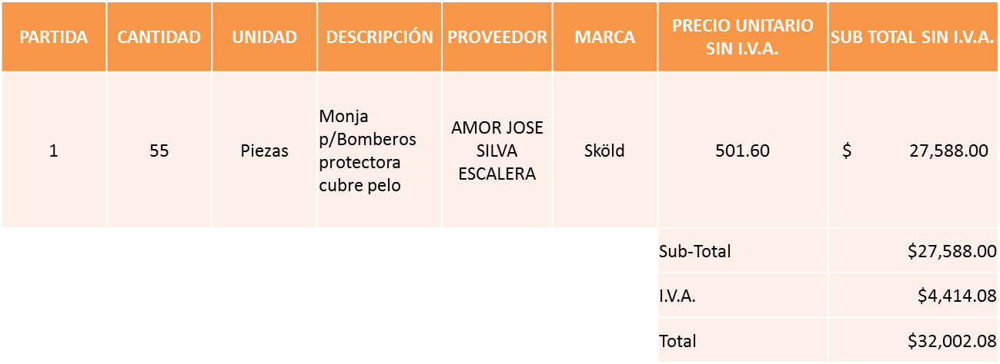 PARTIDA CANTIDAD UNIDAD DESCRIPCIÓN PROVEEDOR MARCA PRECIO UNITARIO SIN I.V.A. SUB TOTAL SIN I.V.A.
1 55 Piezas Monja p/Bomberos protectora cubre pelo AMOR JOSE SILVA ESCALERA Sköld 501.60 $ 27,588.00
Sub-Total $27,588.00
I.V.A. $4,414.08
Total $32,002.08